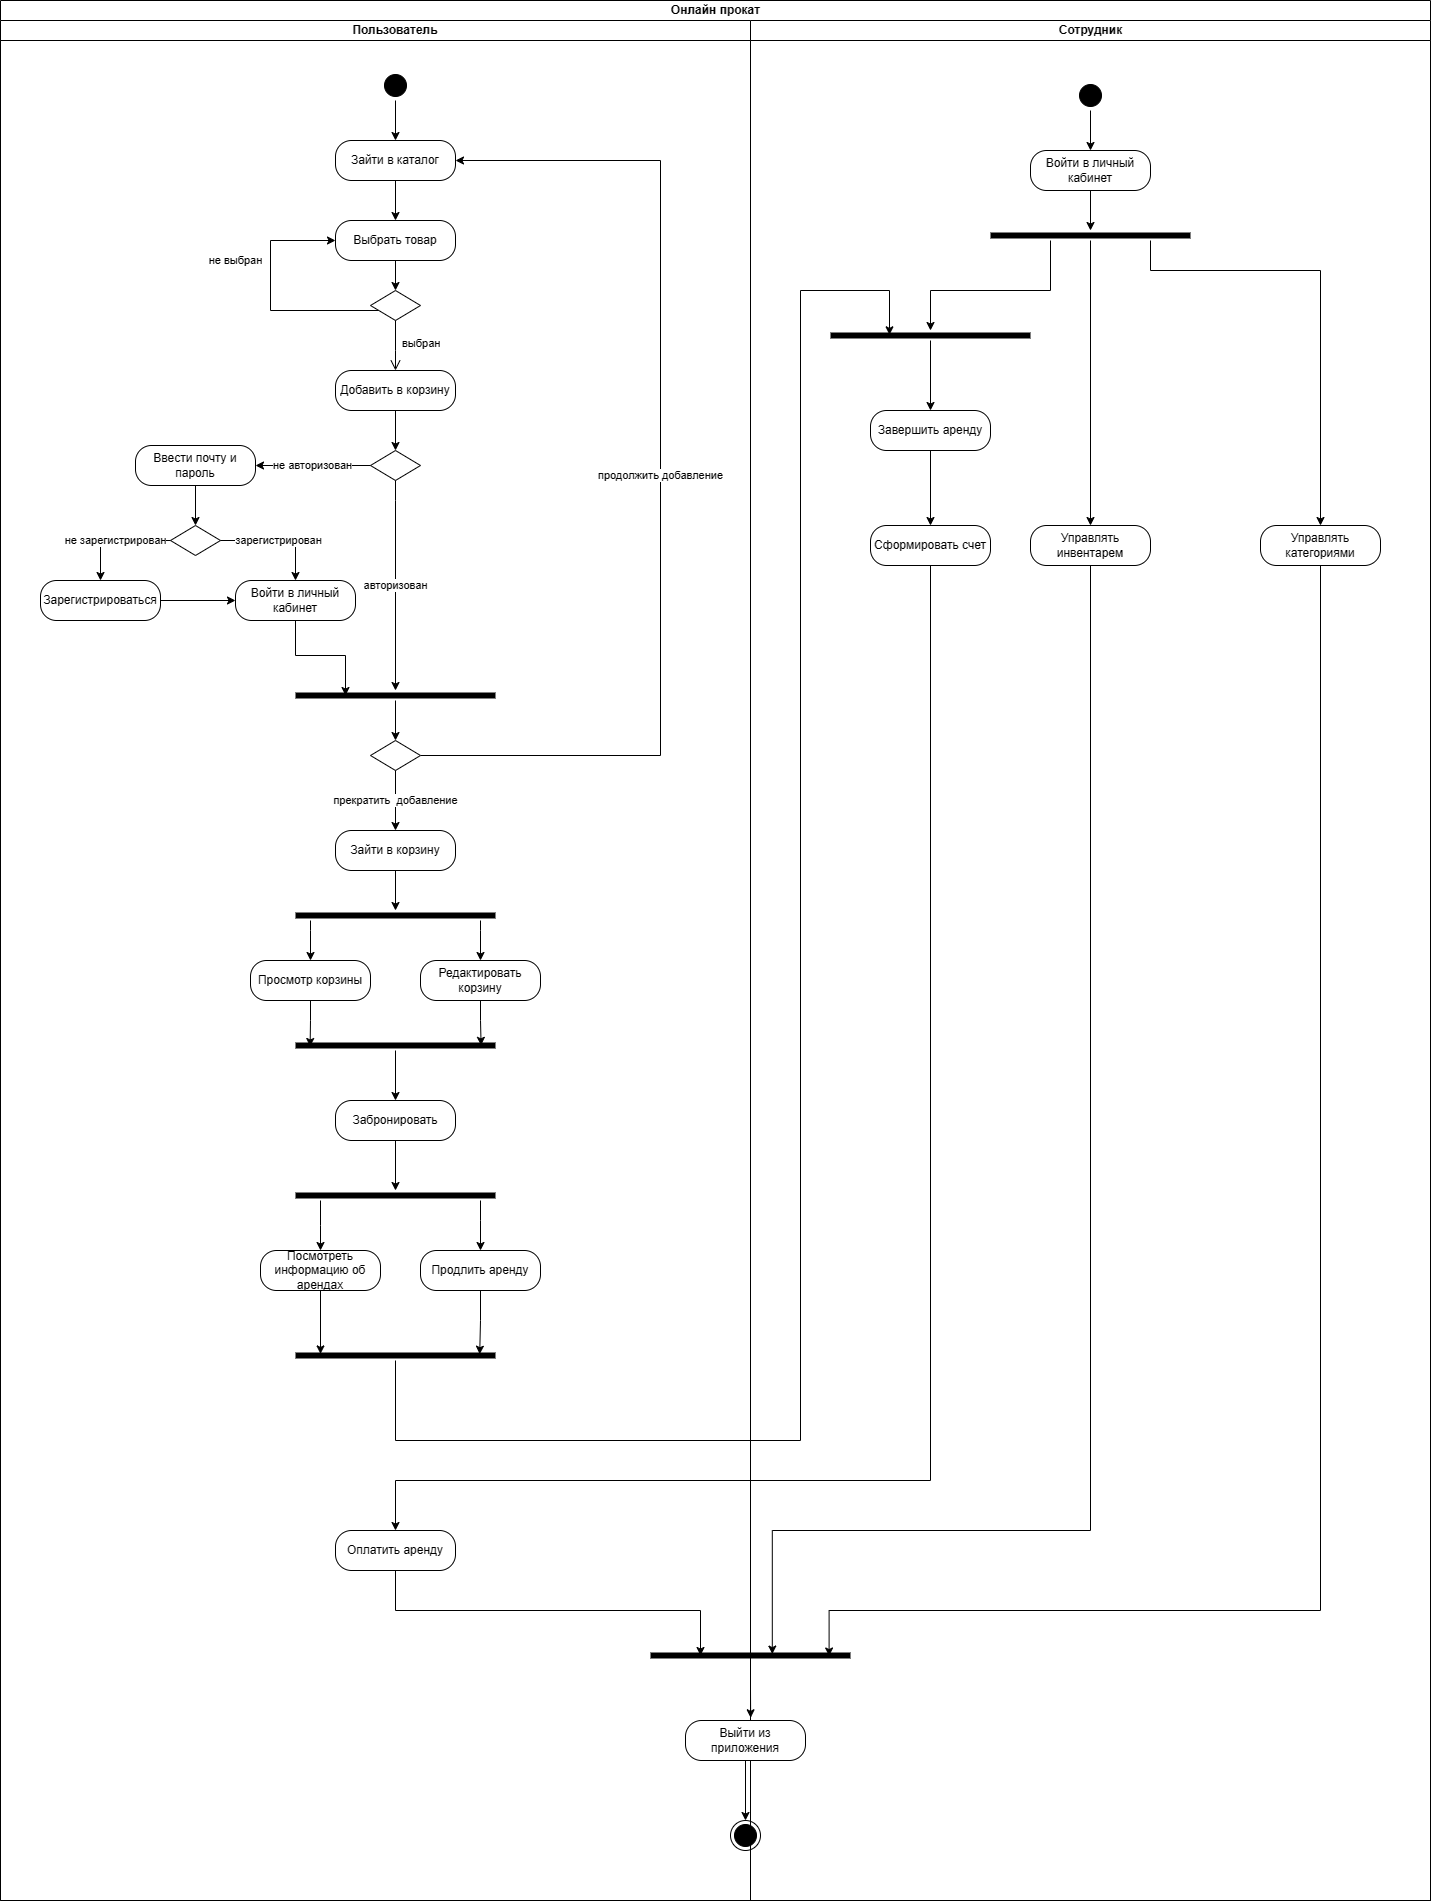 Онлайн прокат
Пользователь
Сотрудник
Зайти в каталог
Войти в личный
кабинет
Выбрать товар
не выбран
выбран
Добавить в корзину
Завершить аренду
Ввести почту и
пароль
не авторизован
продолжить добавление
не зарегистрирован
зарегистрирован
Сформировать счет
Управлять
инвентарем
Управлять
категориями
авторизован
Зарегистрироваться
Войти в личный
кабинет
прекратить  добавление
Зайти в корзину
Просмотр корзины
Редактировать
корзину
Забронировать
Посмотреть
информацию об
арендах
Продлить аренду
Оплатить аренду
Выйти из
приложения